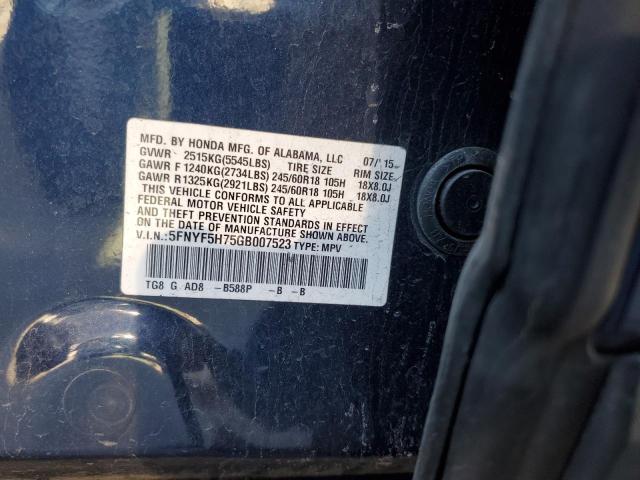 MFD. BY HONDA MFG. OF ALABAMA, LLC 07/'15
GVWR 2515KG(5545LBS) TIRE SIZE RIM SIZE
GAWR F 1240KG(2734LBS) 245/60R18 105H 18X8.0J
GAWR R1325KG(2921LBS) 245/60R18 105H 18X8.0J
THIS VEHICLE CONFORMS TO ALL APPLICABLE
FEDERAL MOTOR VEHICLE SAFETY
AND THEFT PREVENTION STANDARDS IN EFFECT
ON THE DATE OF MANUFACTURE SHOWN ABOVE.
V.I.N.:5FNYF5H75GB007523 TYPE: MPV
TG8 G AD8 -B588P -B -B